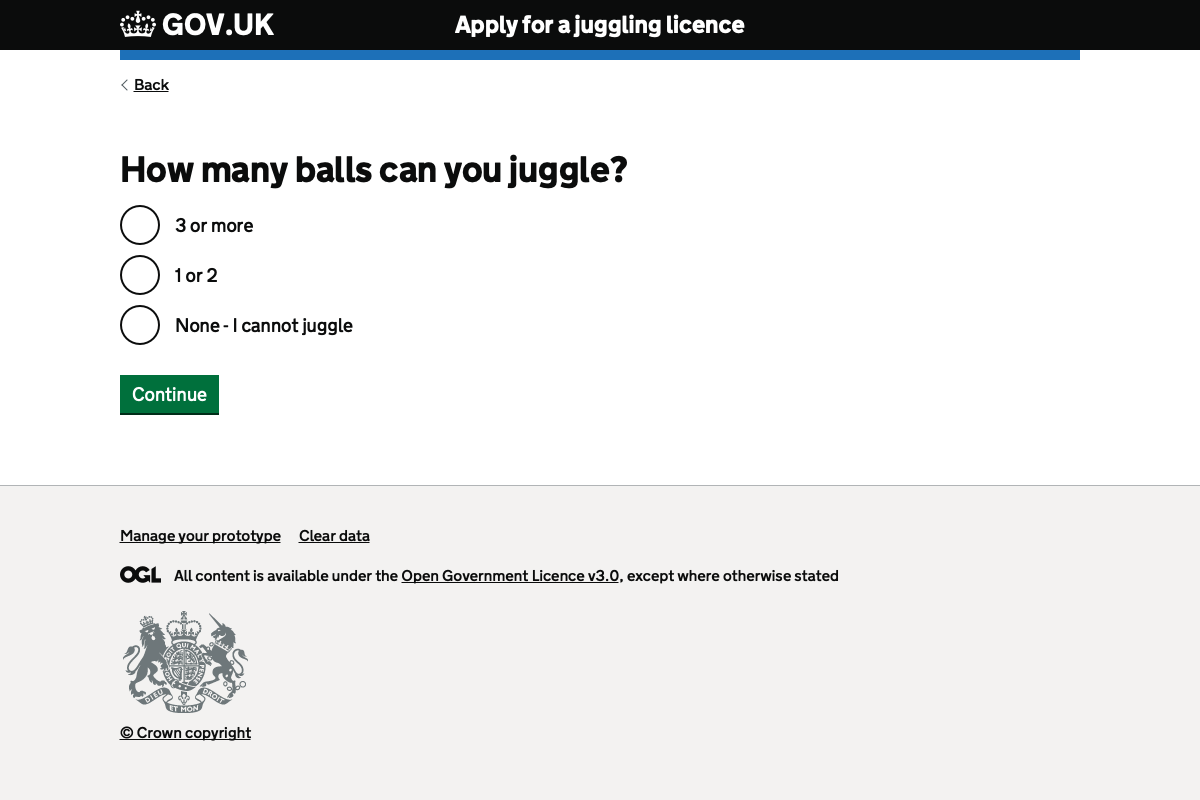 GOV.UK
Apply for a juggling licence
Back
How many balls can you juggle?
3 or more
1 or 2
None - I cannot juggle
Continue
Manage your prototype Clear data
OGL All content is available under the Open Government Licence v3.0, except where otherwise stated
DIEU ET MON DROIT
© Crown copyright